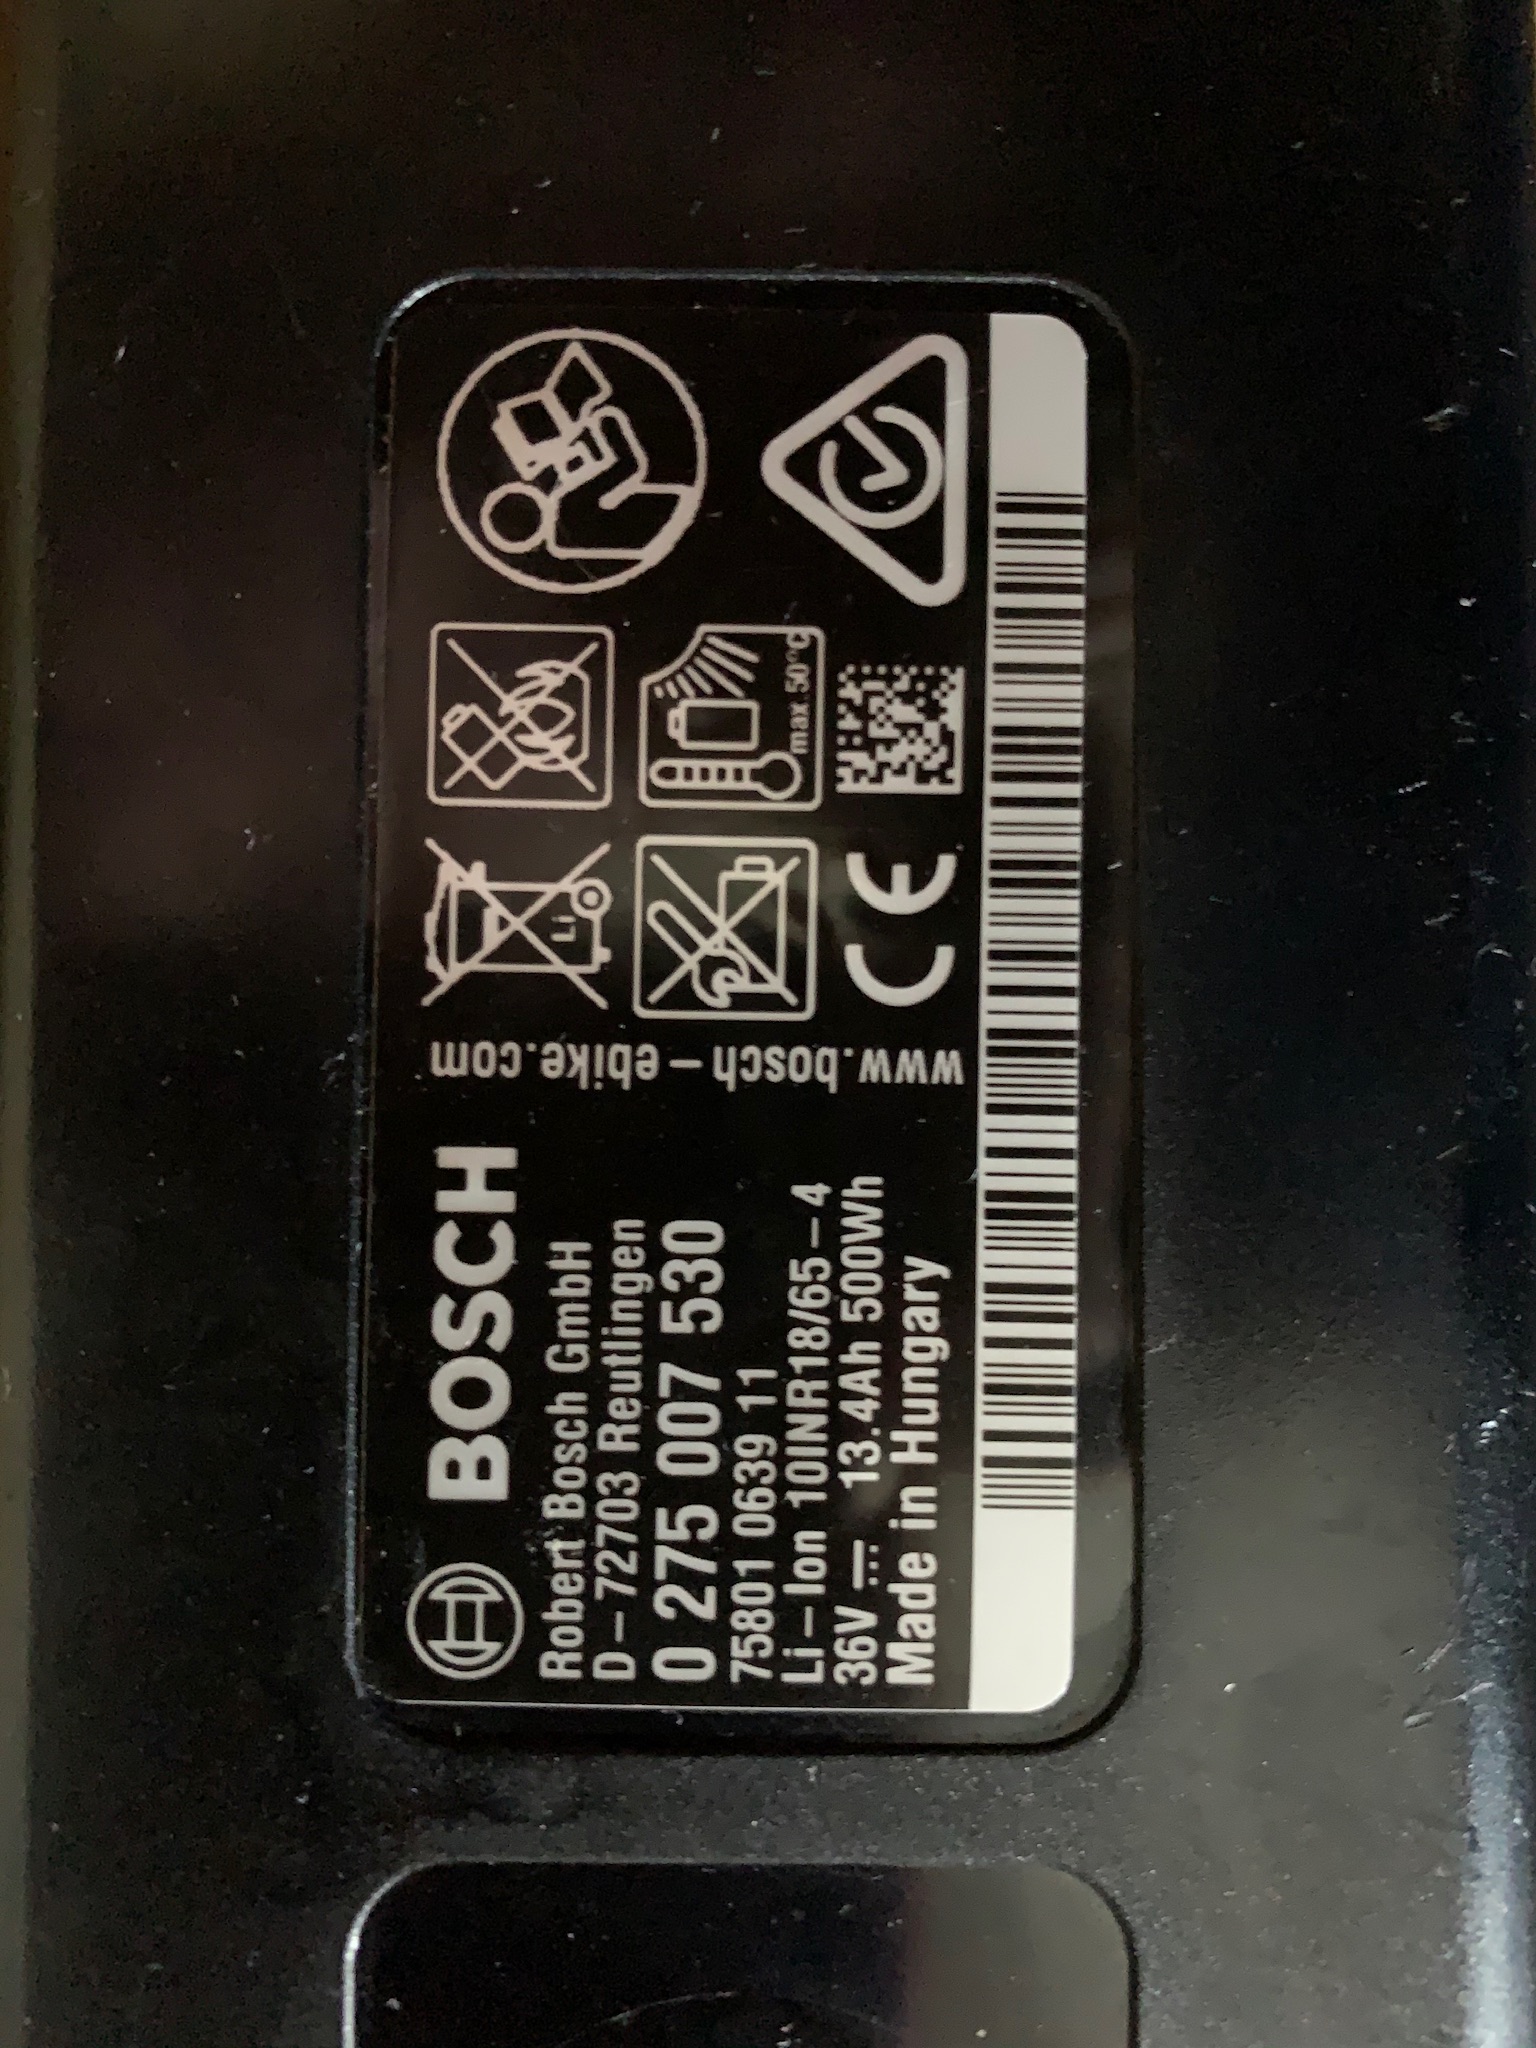 BOSCH
Robert Bosch GmbH
D-72703 Reutlingen
0 275 007 530
75801 0639 11
Li-Ion 10INR18/65-4
36V ⎓ 13.4Ah 500Wh
Made in Hungary
www.bosch-ebike.com
Li
max. 50°C
CE